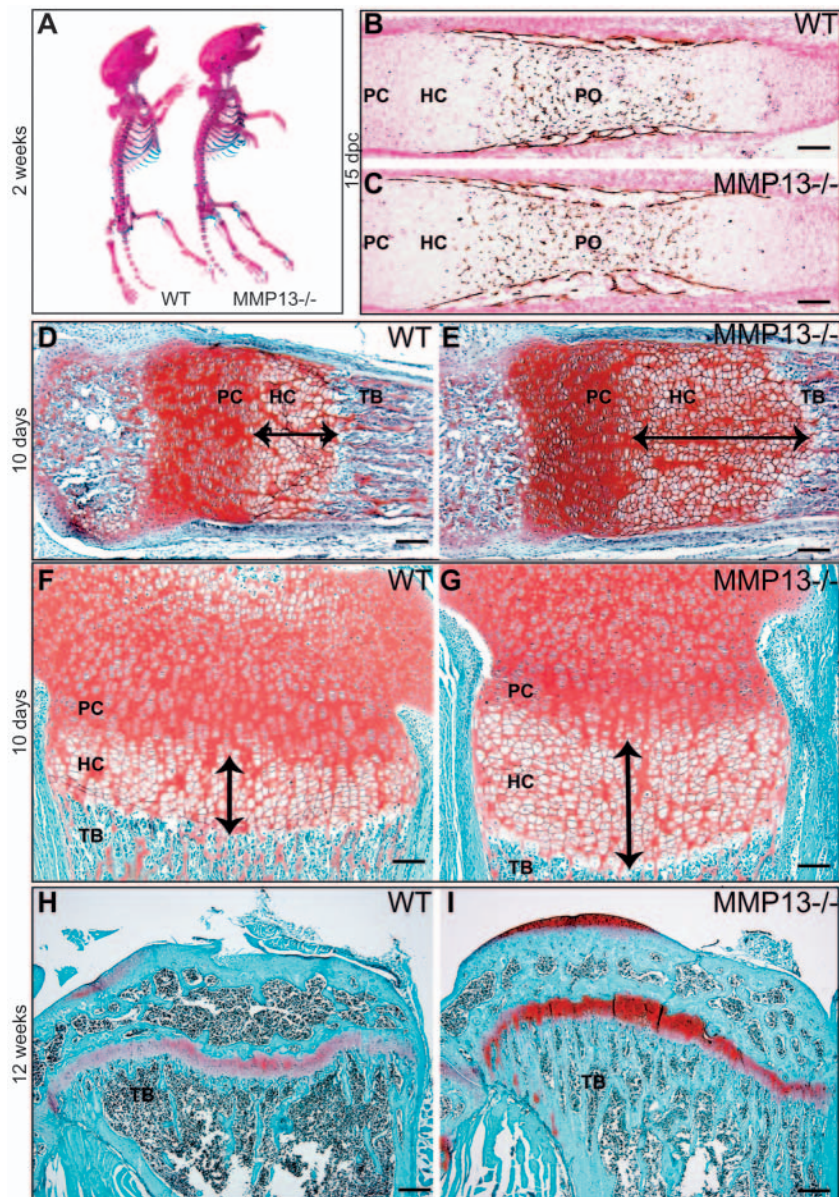 A
WT
MMP13-/-
2 weeks
B
WT
PC HC PO
15 dpc
C
MMP13-/-
PC HC PO
D
WT
PC HC TB
10 days
E
MMP13-/-
PC HC TB
F
WT
PC
HC
TB
10 days
G
MMP13-/-
PC
HC
TB
H
WT
TB
12 weeks
I
MMP13-/-
TB